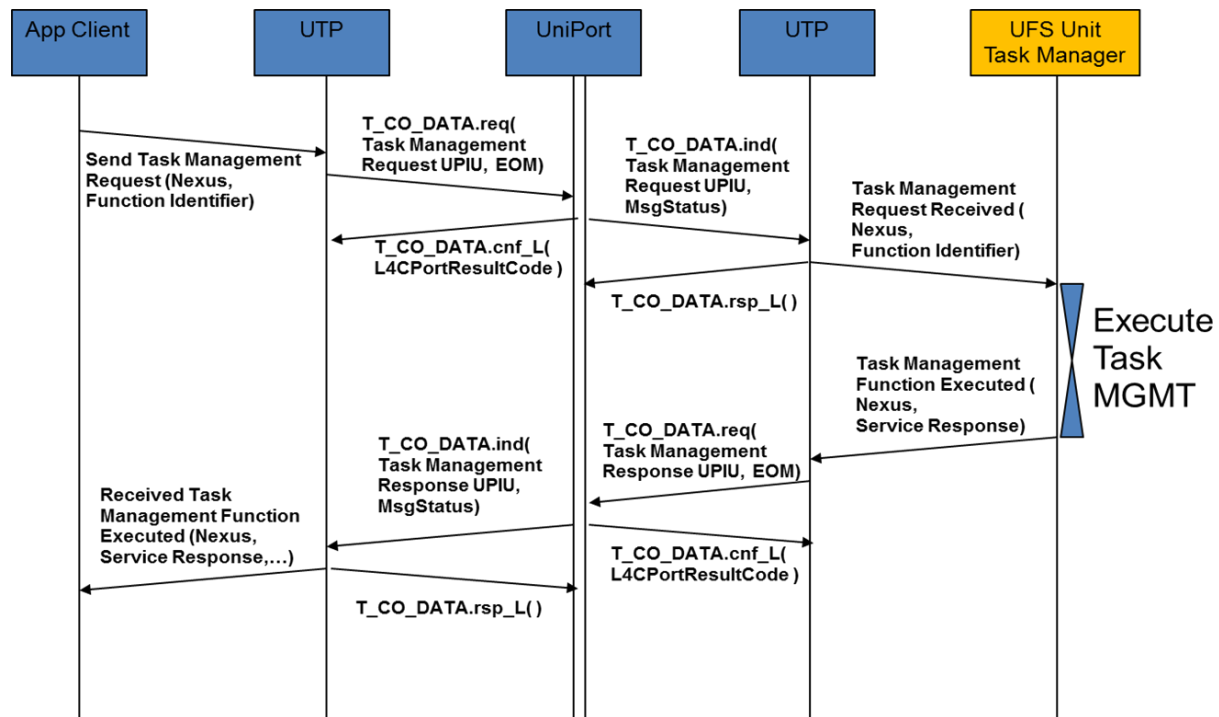 App Client
UTP
UniPort
UTP
UFS Unit
Task Manager
T_CO_DATA.req(
Task Management
Request UPIU, EOM)
Send Task Management
Request (Nexus,
Function Identifier)
T_CO_DATA.ind(
Task Management
Request UPIU,
MsgStatus)
Task Management
Request Received (
Nexus,
Function Identifier)
T_CO_DATA.cnf_L(
L4CPortResultCode )
T_CO_DATA.rsp_L( )
Execute
Task
MGMT
Task Management
Function Executed (
Nexus,
Service Response)
T_CO_DATA.req(
Task Management
Response UPIU, EOM)
T_CO_DATA.ind(
Task Management
Response UPIU,
MsgStatus)
Received Task
Management Function
Executed (Nexus,
Service Response,…)
T_CO_DATA.cnf_L(
L4CPortResultCode )
T_CO_DATA.rsp_L( )